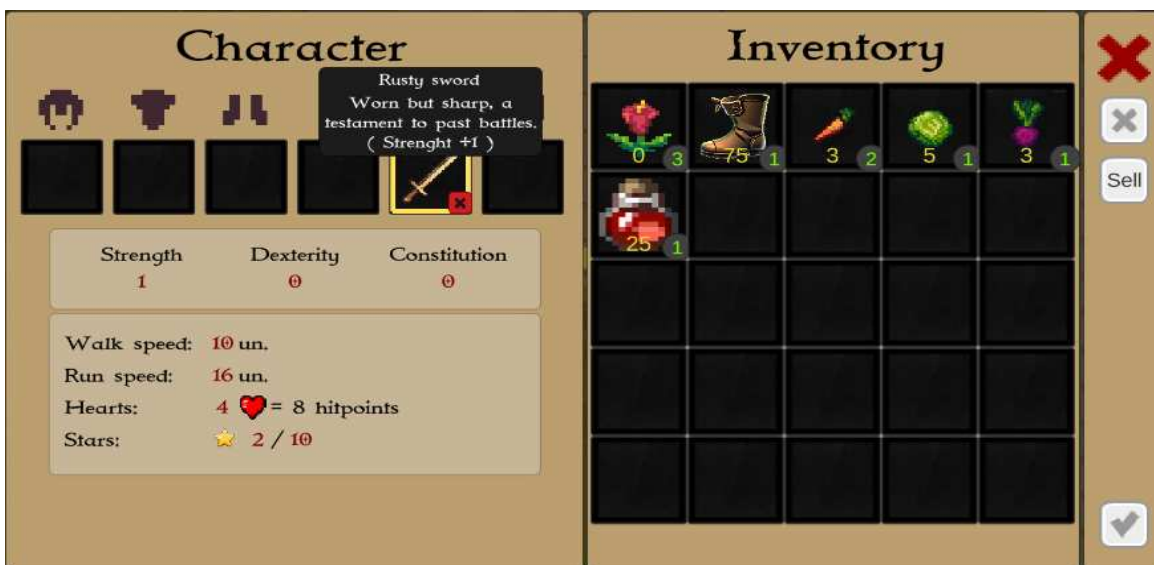 Character
Rusty sword
Worn but sharp, a
testament to past battles.
( Strenght +1 )
Strength Dexterity Constitution
1 0 0
Walk speed: 10 un.
Run speed: 16 un.
Hearts: 4 = 8 hitpoints
Stars: 2 / 10
Inventory
0 3 75 1 3 2 5 1 3 1
25 1
Sell